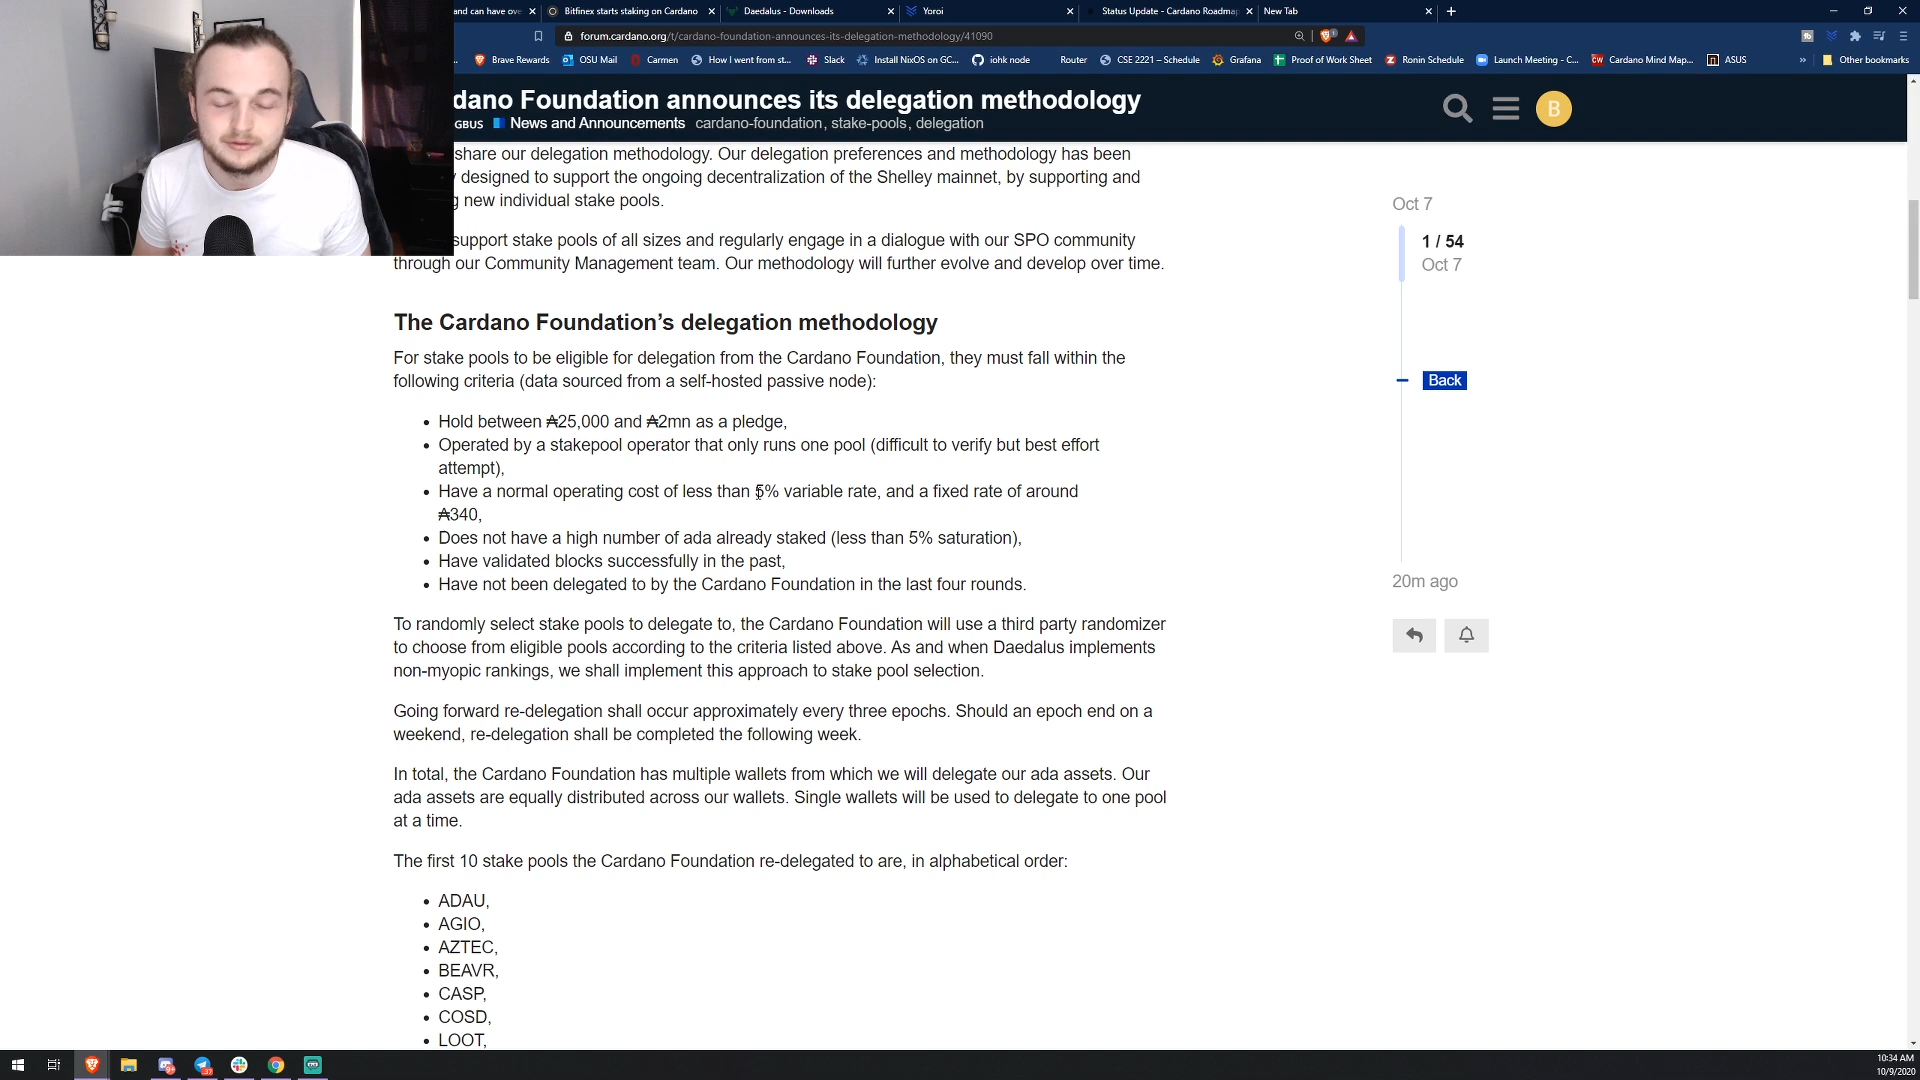 and can have ove
Bitfinex starts staking on Cardano
Daedalus - Downloads
Yoroi
Status Update - Cardano Roadmap
New Tab
forum.cardano.org/t/cardano-foundation-announces-its-delegation-methodology/41090
Brave Rewards
OSU Mail
Carmen
How I went from st...
Slack
Install NixOS on GC...
iohk node
Router
CSE 2221 – Schedule
Grafana
Proof of Work Sheet
Ronin Schedule
Launch Meeting - C...
Cardano Mind Map...
ASUS
»
Other bookmarks
dano Foundation announces its delegation methodology
GBUS News and Announcements cardano-foundation, stake-pools, delegation
B
share our delegation methodology. Our delegation preferences and methodology has been
designed to support the ongoing decentralization of the Shelley mainnet, by supporting and
g new individual stake pools.
support stake pools of all sizes and regularly engage in a dialogue with our SPO community
through our Community Management team. Our methodology will further evolve and develop over time.
The Cardano Foundation’s delegation methodology
For stake pools to be eligible for delegation from the Cardano Foundation, they must fall within the
following criteria (data sourced from a self-hosted passive node):
• Hold between ₳25,000 and ₳2mn as a pledge,
• Operated by a stakepool operator that only runs one pool (difficult to verify but best effort
attempt),
• Have a normal operating cost of less than 5% variable rate, and a fixed rate of around
₳340,
• Does not have a high number of ada already staked (less than 5% saturation),
• Have validated blocks successfully in the past,
• Have not been delegated to by the Cardano Foundation in the last four rounds.
To randomly select stake pools to delegate to, the Cardano Foundation will use a third party randomizer
to choose from eligible pools according to the criteria listed above. As and when Daedalus implements
non-myopic rankings, we shall implement this approach to stake pool selection.
Going forward re-delegation shall occur approximately every three epochs. Should an epoch end on a
weekend, re-delegation shall be completed the following week.
In total, the Cardano Foundation has multiple wallets from which we will delegate our ada assets. Our
ada assets are equally distributed across our wallets. Single wallets will be used to delegate to one pool
at a time.
The first 10 stake pools the Cardano Foundation re-delegated to are, in alphabetical order:
• ADAU,
• AGIO,
• AZTEC,
• BEAVR,
• CASP,
• COSD,
• LOOT,
Oct 7
1 / 54
Oct 7
Back
20m ago
10:34 AM
10/9/2020